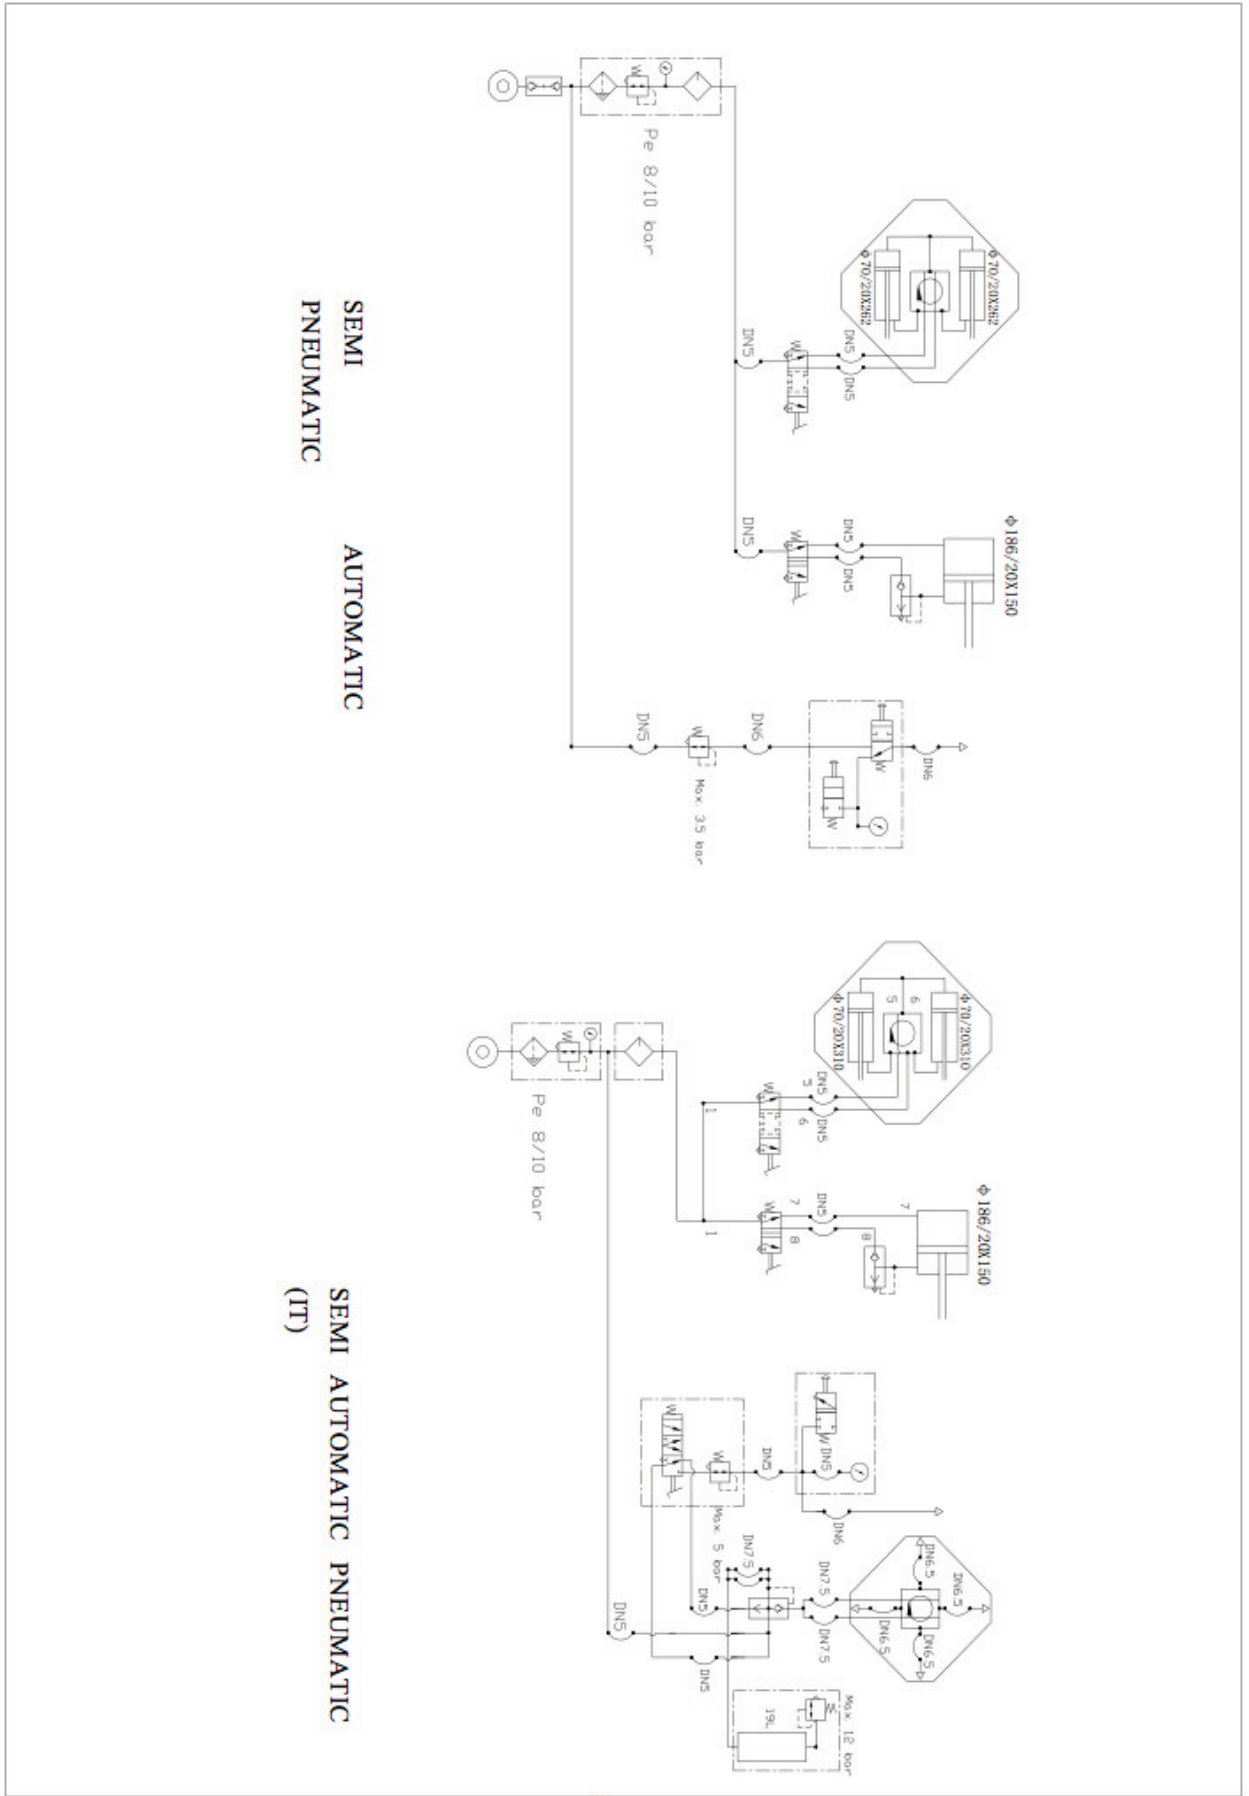 Φ186/20X150
Φ70/20X262
Φ70/20X262
DN5
DN5
DN5
DN5
DN6
DN5
DN5
DN6
Max. 3.5 bar
Pe 8/10 bar
DN5
W
W
W
W
W
W
SEMI AUTOMATIC
PNEUMATIC
Φ186/20X150
Φ70/20X310
6
5
Φ70/20X310
7
8
DN5
DN5
5
6
DN5
DN5
7
8
1
1
W
W
W
W
W
W
DN5
DN5
DN6
Max. 5 bar
DN6.5
DN6.5
DN6.5
DN6.5
DN7.5
DN7.5
DN7.5
DN5
DN5
DN5
Max. 12 bar
W
19L
Pe 8/10 bar
SEMI AUTOMATIC PNEUMATIC
(IT)